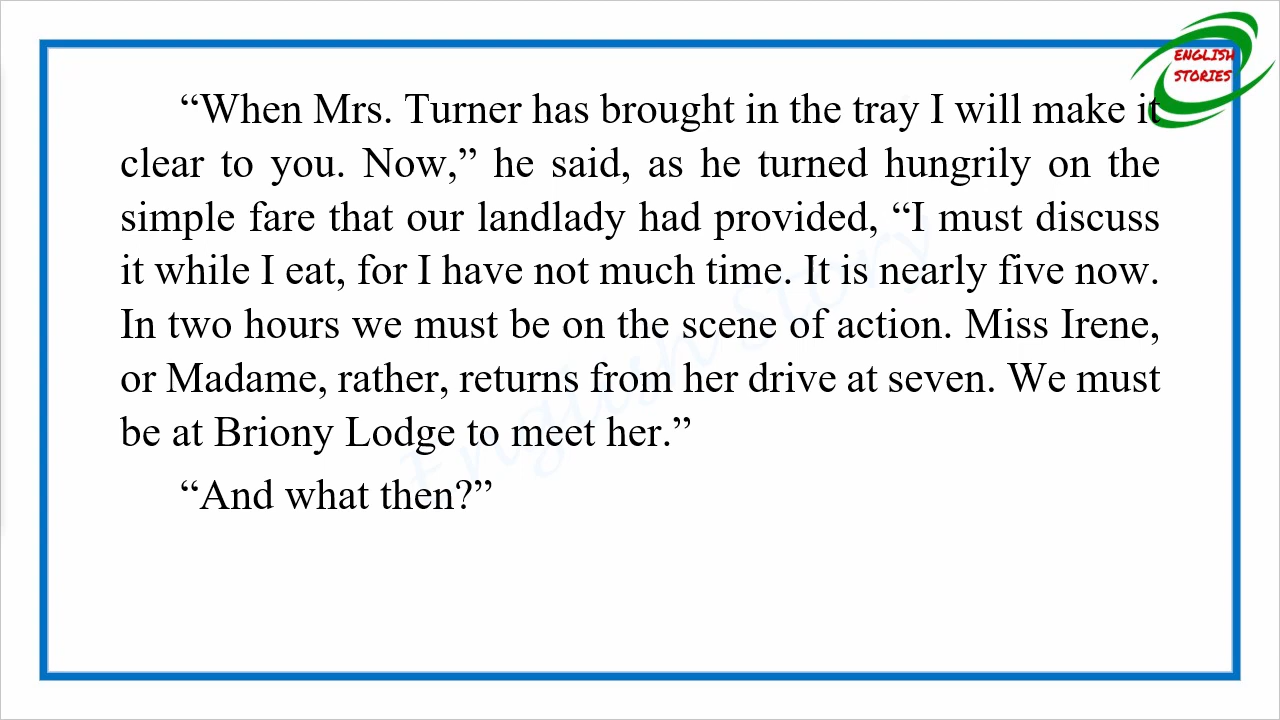 ENGLISH
STORIES
“When Mrs. Turner has brought in the tray I will make it
clear to you. Now,” he said, as he turned hungrily on the
simple fare that our landlady had provided, “I must discuss
it while I eat, for I have not much time. It is nearly five now.
In two hours we must be on the scene of action. Miss Irene,
or Madame, rather, returns from her drive at seven. We must
be at Briony Lodge to meet her.”
“And what then?”
English Story